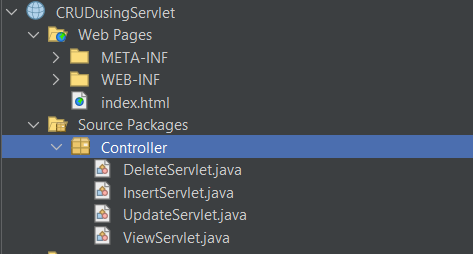 CRUDusingServlet
Web Pages
META-INF
WEB-INF
index.html
Source Packages
Controller
DeleteServlet.java
InsertServlet.java
UpdateServlet.java
ViewServlet.java